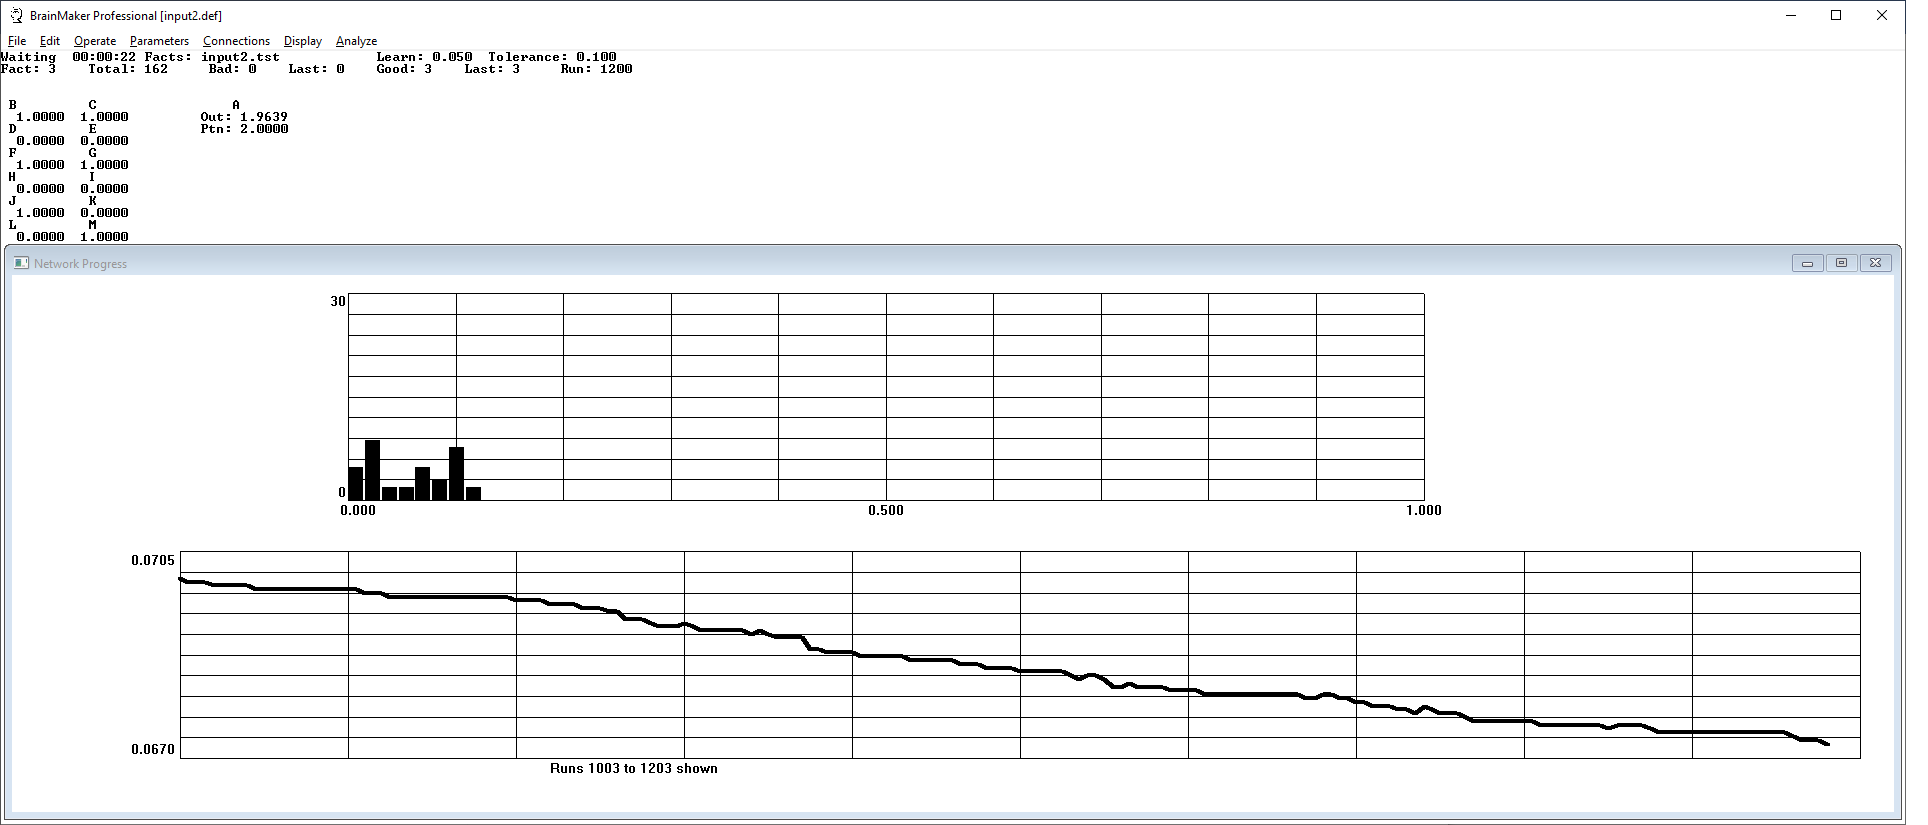 BrainMaker Professional [input2.def]
File Edit Operate Parameters Connections Display Analyze
Waiting 00:00:22 Facts: input2.tst Learn: 0.050 Tolerance: 0.100
Fact: 3 Total: 162 Bad: 0 Last: 0 Good: 3 Last: 3 Run: 1200
B C A
1.0000 1.0000 Out: 1.9639
D E Ptn: 2.0000
0.0000 0.0000
F G
1.0000 1.0000
H I
0.0000 0.0000
J K
1.0000 0.0000
L M
0.0000 1.0000
Network Progress
30
0
0.000 0.500 1.000
0.0705
0.0670
Runs 1003 to 1203 shown